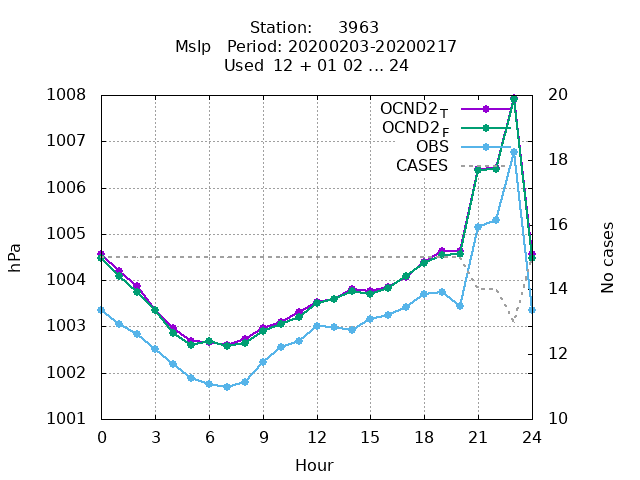 Station: 3963
Mslp Period: 20200203-20200217
Used 12 + 01 02 ... 24
1008
1007
1006
1005
1004
1003
1002
1001
hPa
20
18
16
14
12
10
No cases
OCND2T
OCND2F
OBS
CASES
0 3 6 9 12 15 18 21 24
Hour